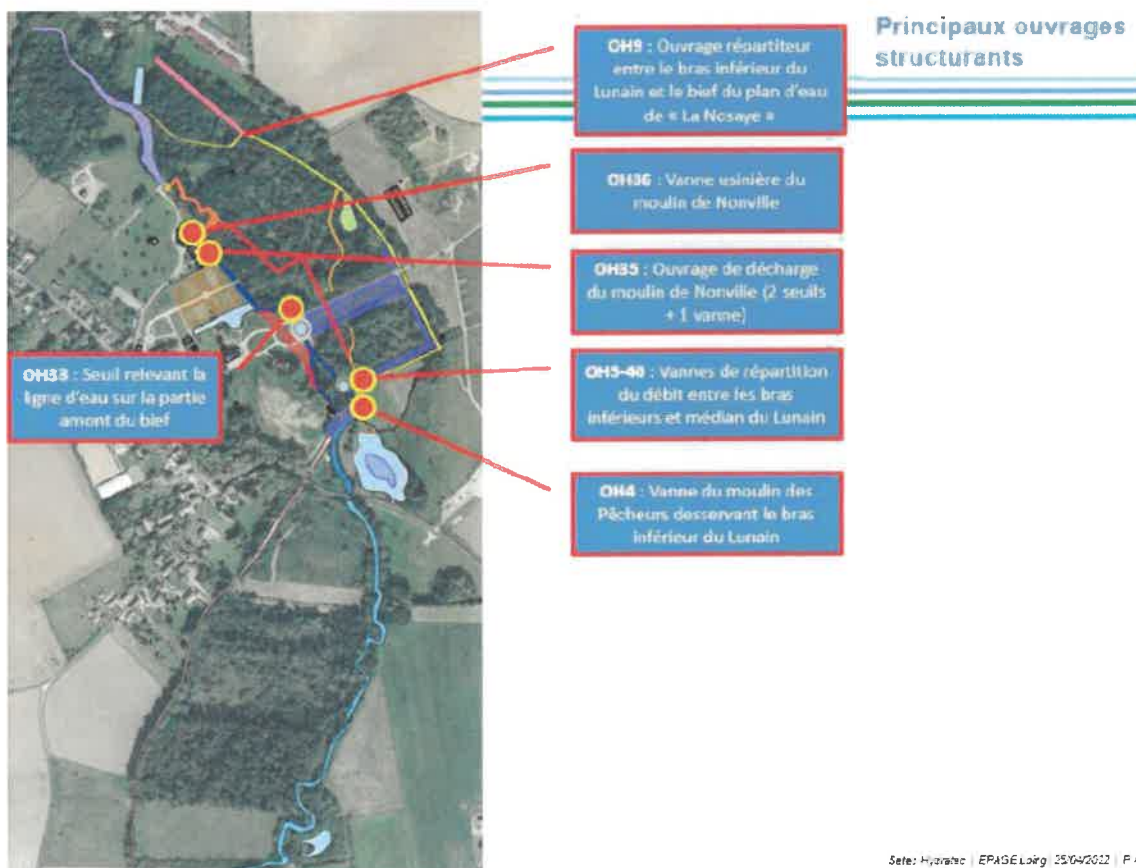 Principaux ouvrages
structurants
OH9 : Ouvrage répartiteur
entre le bras inférieur du
Lunain et le bief du plan d'eau
de « La Nosaye »
OH36 : Vanne usinière du
moulin de Nonville
OH35 : Ouvrage de décharge
du moulin de Nonville (2 seuils
+ 1 vanne)
OH33 : Seuil relevant la
ligne d'eau sur la partie
amont du bief
OH5-40 : Vannes de répartition
du débit entre les bras
inférieurs et médian du Lunain
OH4 : Vanne du moulin des
Pêcheurs desservant le bras
inférieur du Lunain
Hydratec | EPAGE Loing | 25/04/2022 |